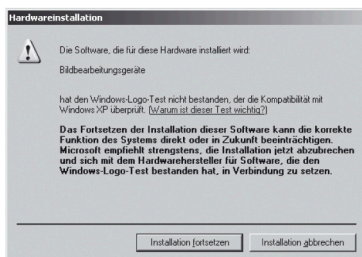 Hardwareinstallation
Die Software, die für diese Hardware installiert wird:
Bildbearbeitungsgeräte
hat den Windows-Logo-Test nicht bestanden, der die Kompatibilität mit
Windows XP überprüft. (Warum ist dieser Test wichtig?)
Das Fortsetzen der Installation dieser Software kann die korrekte
Funktion des Systems direkt oder in Zukunft beeinträchtigen.
Microsoft empfiehlt strengstens, die Installation jetzt abzubrechen
und sich mit dem Hardwarehersteller für Software, die den
Windows-Logo-Test bestanden hat, in Verbindung zu setzen.
Installation fortsetzen
Installation abbrechen